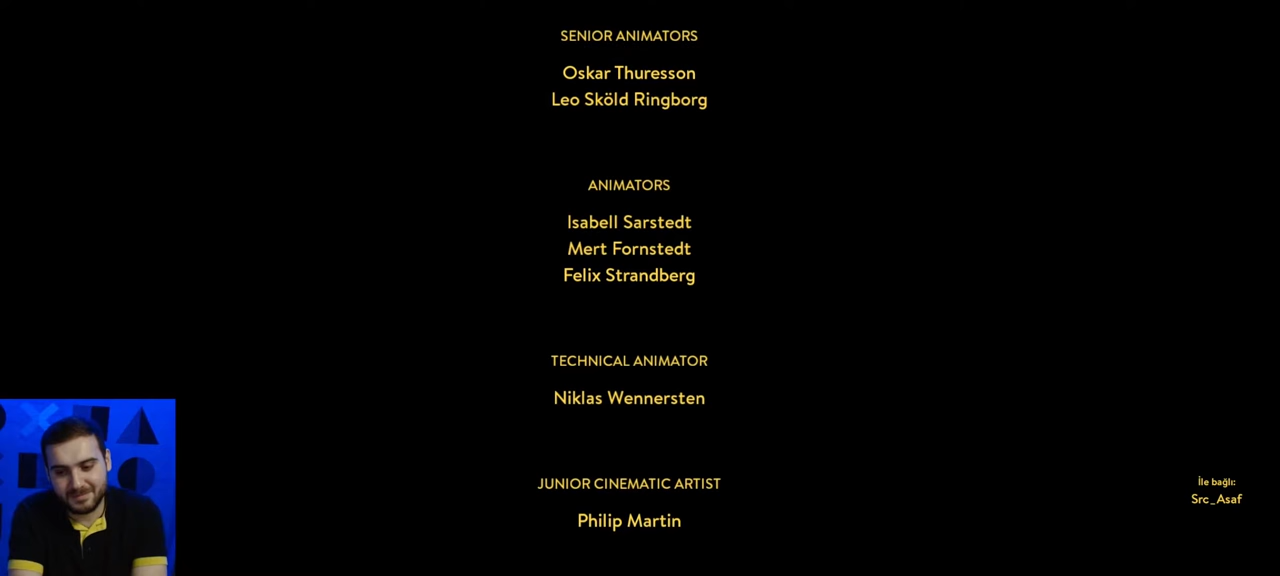 SENIOR ANIMATORS
Oskar Thuresson
Leo Sköld Ringborg
ANIMATORS
Isabell Sarstedt
Mert Fornstedt
Felix Strandberg
TECHNICAL ANIMATOR
Niklas Wennersten
JUNIOR CINEMATIC ARTIST
Philip Martin
İle bağlı:
Src_Asaf